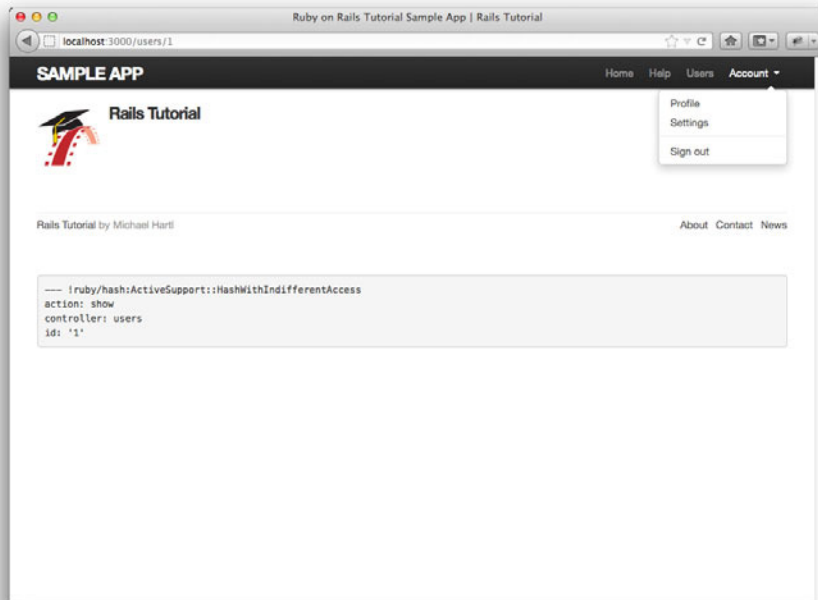 Ruby on Rails Tutorial Sample App | Rails Tutorial
localhost:3000/users/1
SAMPLE APP
Home Help Users Account
Profile
Settings
Sign out
Rails Tutorial
Rails Tutorial by Michael Hartl
About Contact News
--- !ruby/hash:ActiveSupport::HashWithIndifferentAccess
action: show
controller: users
id: '1'